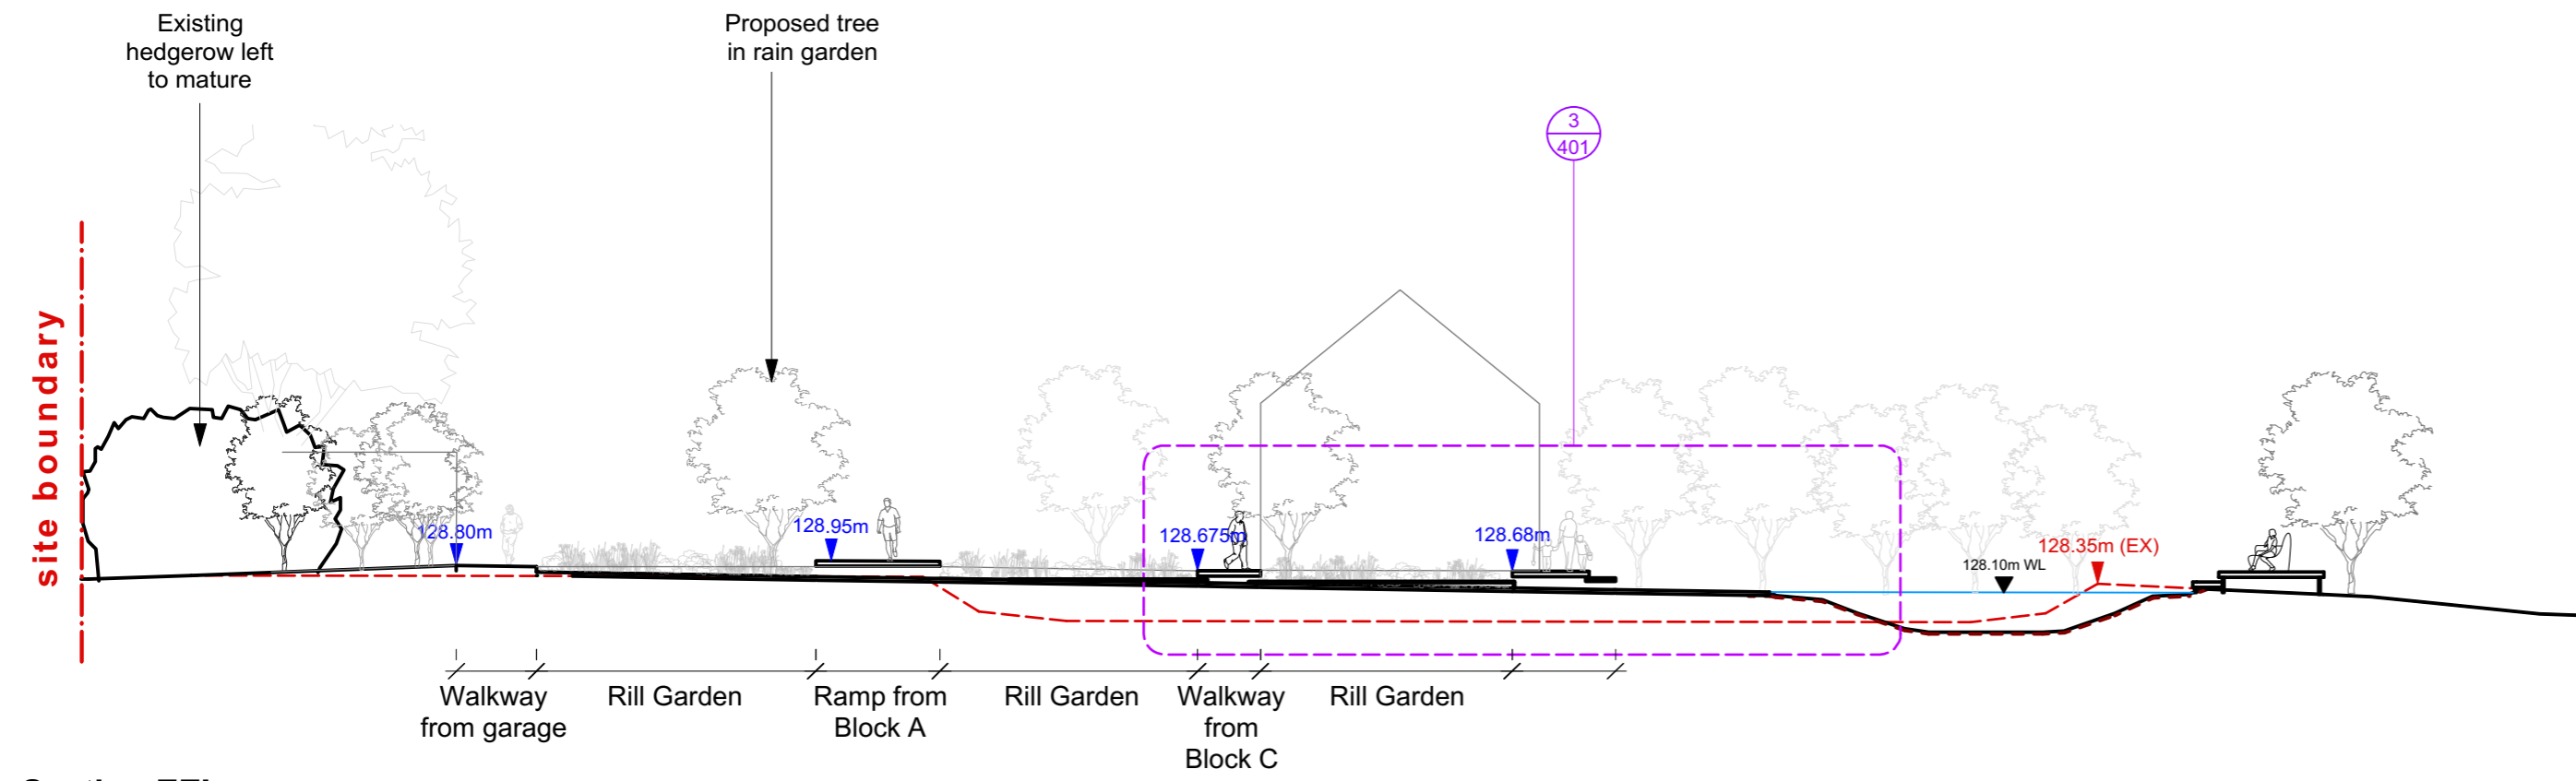 Existing
hedgerow left
to mature
Proposed tree
in rain garden
3
401
site boundary
128.80m
128.95m
128.675m
128.68m
128.35m (EX)
128.10m WL
Walkway
from garage
Rill Garden
Ramp from
Block A
Rill Garden
Walkway
from
Block C
Rill Garden